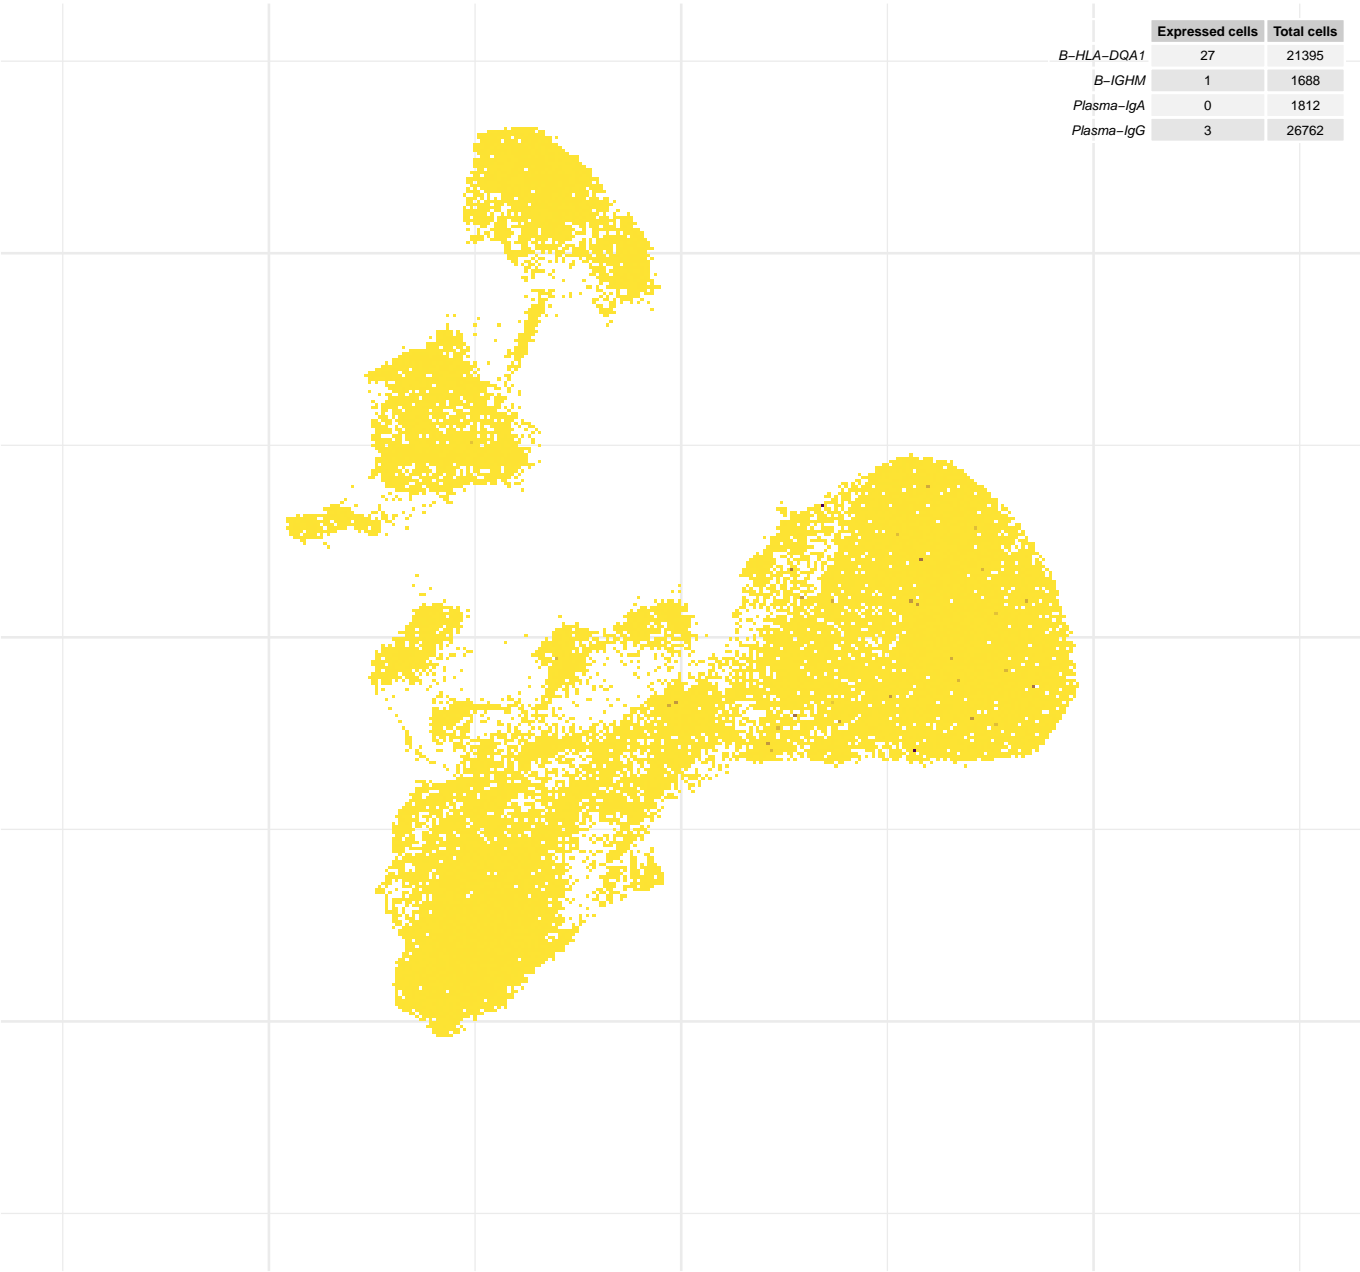 Expressed cells Total cells
B−HLA−DQA1 27 21395
B−IGHM 1 1688
Plasma−IgA 0 1812
Plasma−IgG 3 26762